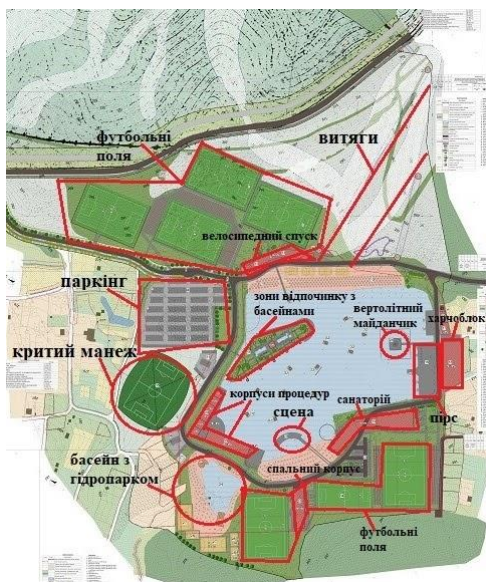 футбольні
поля
витяги
велосипедний спуск
паркінг
зони відпочинку з
басейнами
вертолітний
майданчик
харчоблок
критий манеж
корпуси процедур
сцена
санаторій
пірс
басейн з
гідропарком
спальний корпус
футбольні
поля